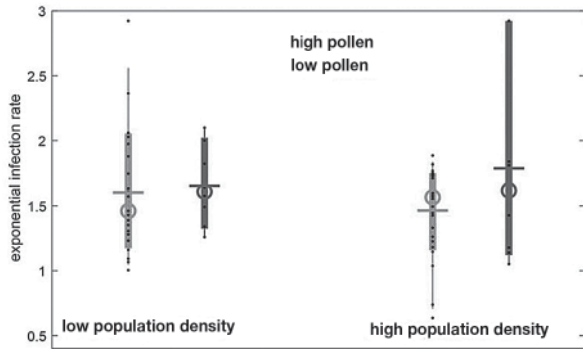 3
2.5
2
1.5
1
0.5
exponential infection rate
high pollen
low pollen
low population density
high population density